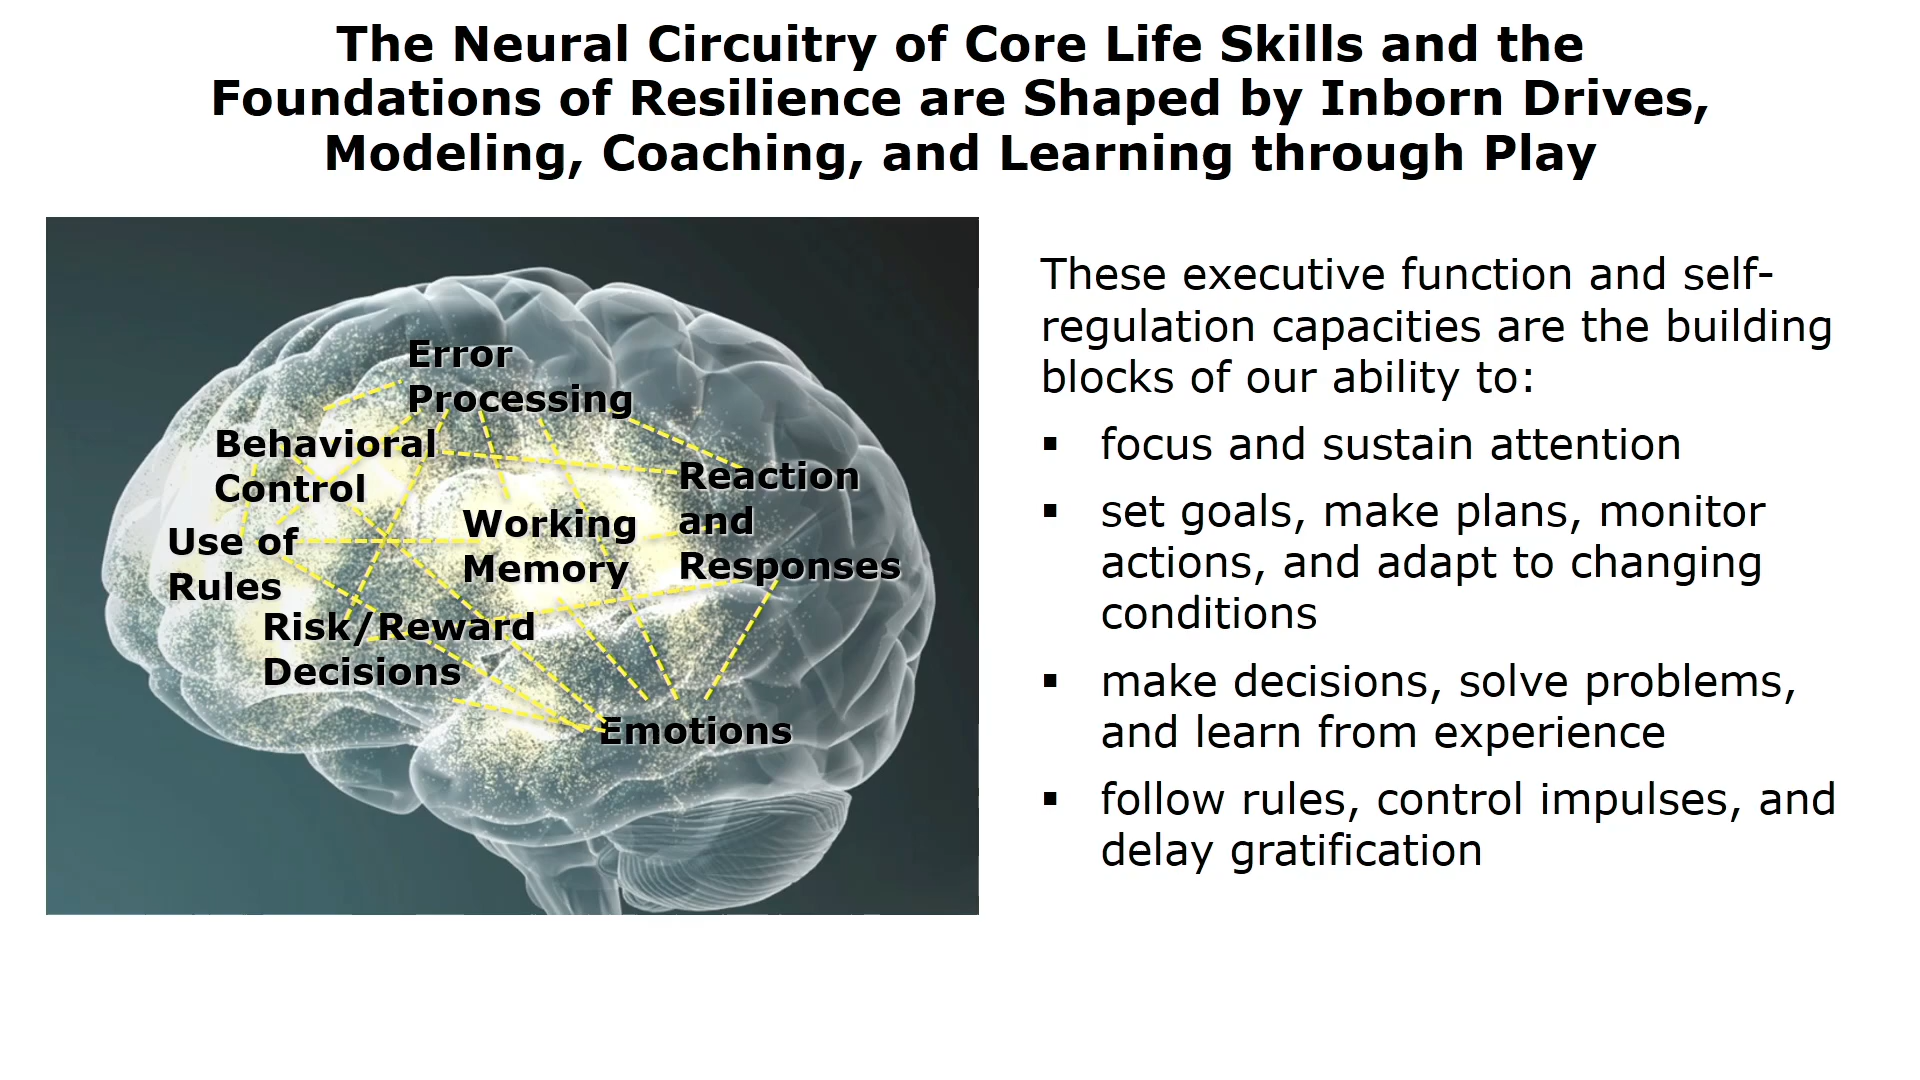 The Neural Circuitry of Core Life Skills and the
Foundations of Resilience are Shaped by Inborn Drives,
Modeling, Coaching, and Learning through Play
Error
Processing
Behavioral
Control
Reaction
and
Responses
Working
Memory
Use of
Rules
Risk/Reward
Decisions
Emotions
These executive function and self-
regulation capacities are the building
blocks of our ability to:
▪ focus and sustain attention
▪ set goals, make plans, monitor
actions, and adapt to changing
conditions
▪ make decisions, solve problems,
and learn from experience
▪ follow rules, control impulses, and
delay gratification